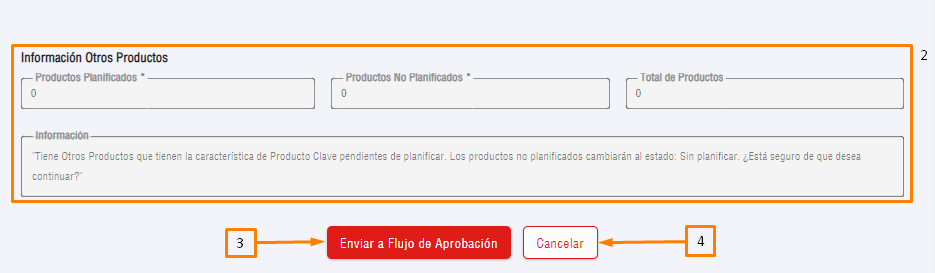 Información Otros Productos
2
Productos Planificados *
Productos No Planificados *
Total de Productos
0
0
0
Información
"Tiene Otros Productos que tienen la característica de Producto Clave pendientes de planificar. Los productos no planificados cambiarán al estado: Sin planificar. ¿Está seguro de que desea
continuar?"
3
Enviar a Flujo de Aprobación
Cancelar
4